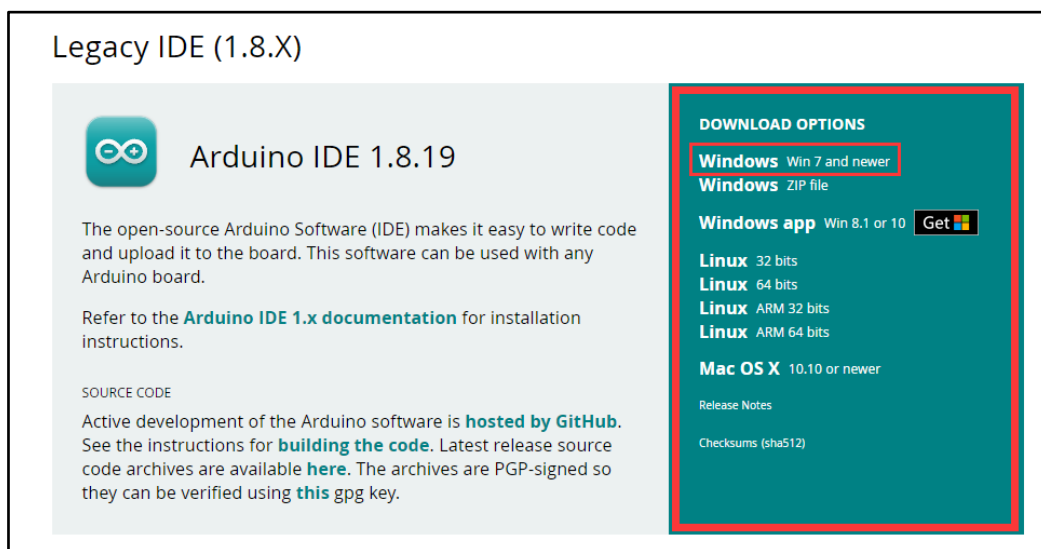 Legacy IDE (1.8.X)
Arduino IDE 1.8.19
The open-source Arduino Software (IDE) makes it easy to write code
and upload it to the board. This software can be used with any
Arduino board.
Refer to the Arduino IDE 1.x documentation for installation
instructions.
SOURCE CODE
Active development of the Arduino software is hosted by GitHub.
See the instructions for building the code. Latest release source
code archives are available here. The archives are PGP-signed so
they can be verified using this gpg key.
DOWNLOAD OPTIONS
Windows Win 7 and newer
Windows ZIP file
Windows app Win 8.1 or 10 Get
Linux 32 bits
Linux 64 bits
Linux ARM 32 bits
Linux ARM 64 bits
Mac OS X 10.10 or newer
Release Notes
Checksums (sha512)